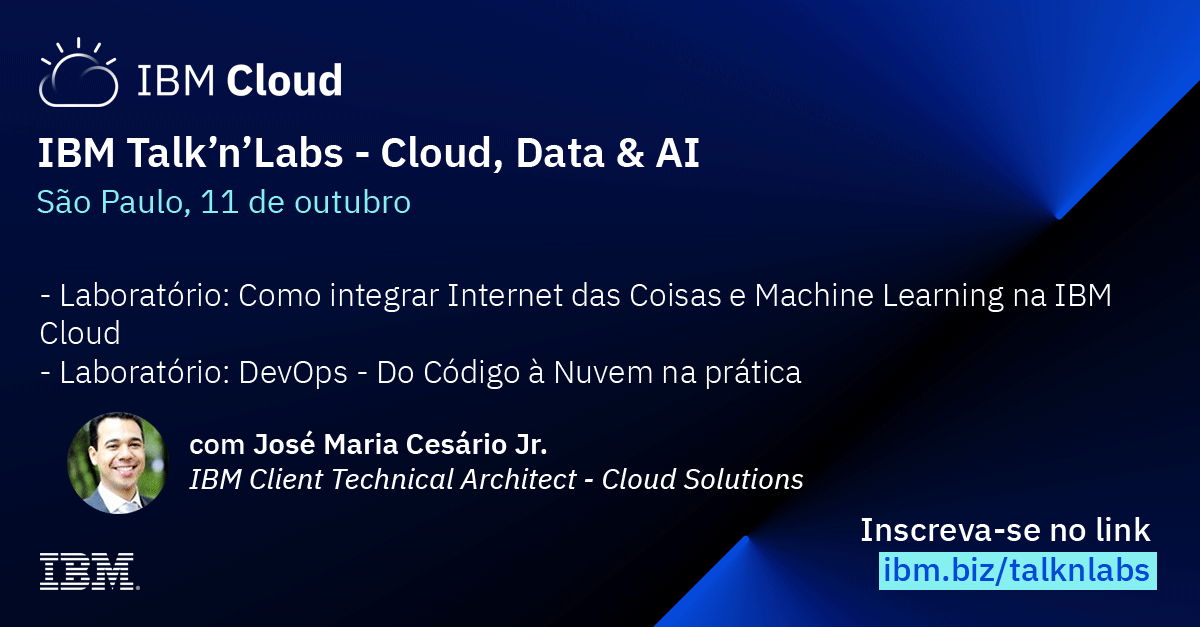 IBM Cloud
IBM Talk’n’Labs - Cloud, Data & AI
São Paulo, 11 de outubro
- Laboratório: Como integrar Internet das Coisas e Machine Learning na IBM
Cloud
- Laboratório: DevOps - Do Código à Nuvem na prática
com José Maria Cesário Jr.
IBM Client Technical Architect - Cloud Solutions
Inscreva-se no link
ibm.biz/talknlabs
IBM®